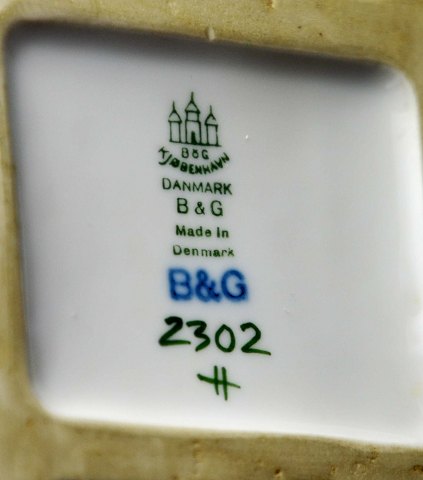 B&G
KJØBENHAVN
DANMARK
B & G
Made in
Denmark
B&G
2302
H